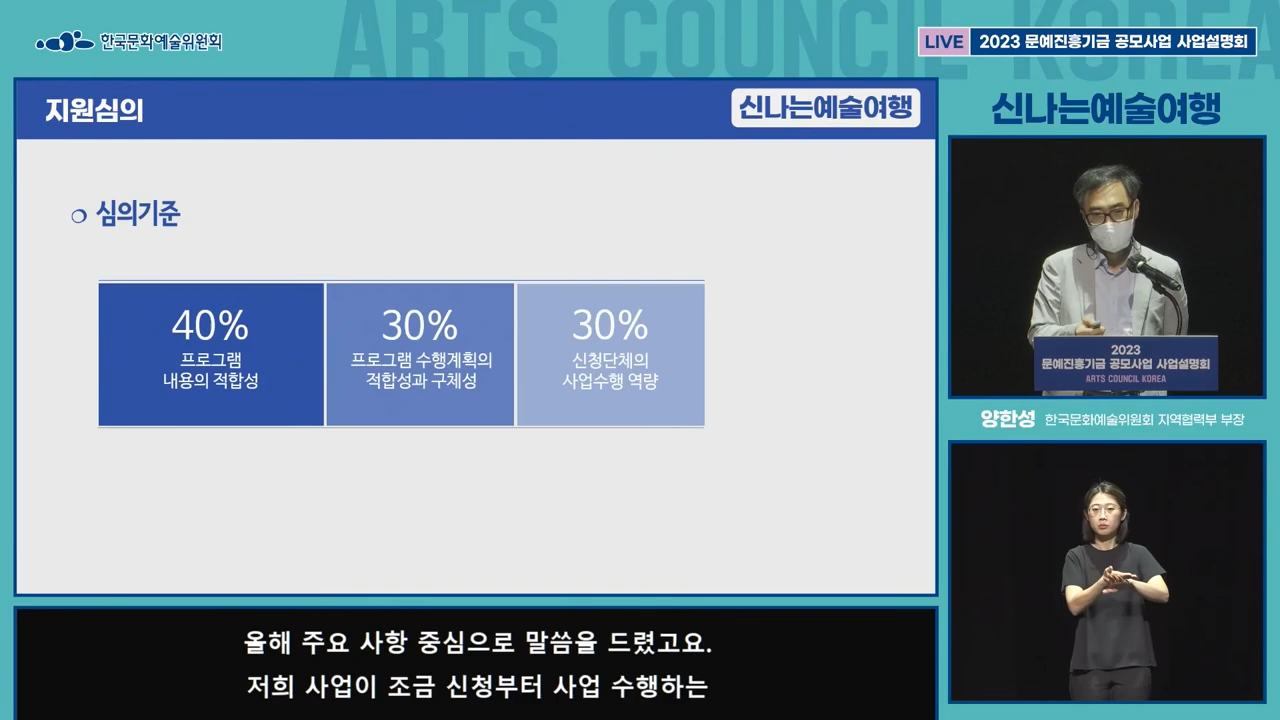 ARTS COUNCIL KOREA
한국문화예술위원회
LIVE 2023 문예진흥기금 공모사업 사업설명회
지원심의
신나는예술여행
신나는예술여행
심의기준
40%
프로그램
내용의 적합성
30%
프로그램 수행계획의
적합성과 구체성
30%
신청단체의
사업수행 역량
2023
문예진흥기금 공모사업 사업설명회
ARTS COUNCIL KOREA
양한성 한국문화예술위원회 지역협력부 부장
올해 주요 사항 중심으로 말씀을 드렸고요.
저희 사업이 조금 신청부터 사업 수행하는